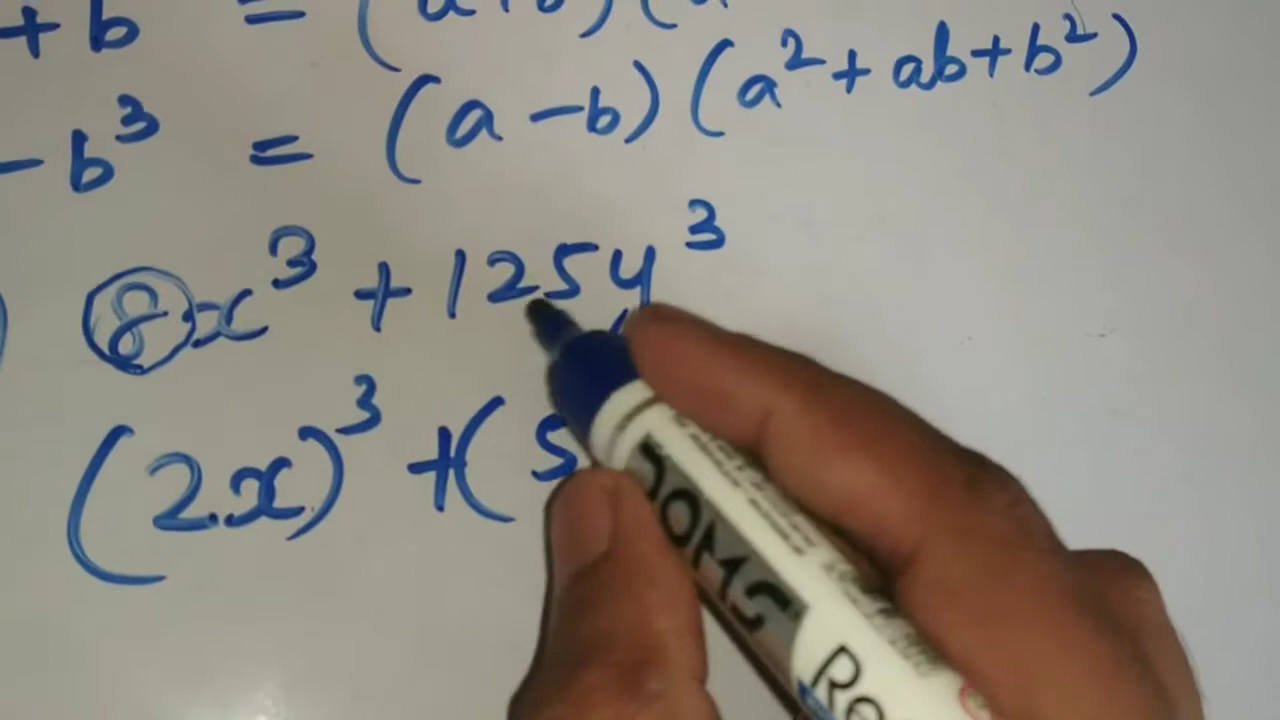 + b = (a+b)(a
- b³ = (a - b)(a² + ab + b²)
8x³ + 125y³
(2x)³ + (5
DOMS
Re